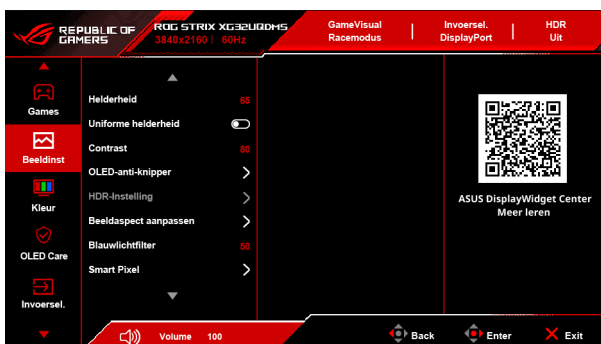 REPUBLIC OF
GAMERS
ROG STRIX XG32UQDMS
3840x2160 | 60Hz
GameVisual
Racemodus
Invoersel.
DisplayPort
HDR
Uit
Games
Beeldinst
Kleur
OLED Care
Invoersel.
Helderheid 65
Uniforme helderheid
Contrast 80
OLED-anti-knipper
HDR-Instelling
Beeldaspect aanpassen
Blauwlichtfilter 50
Smart Pixel
ASUS DisplayWidget Center
Meer leren
Volume 100
Back
Enter
Exit